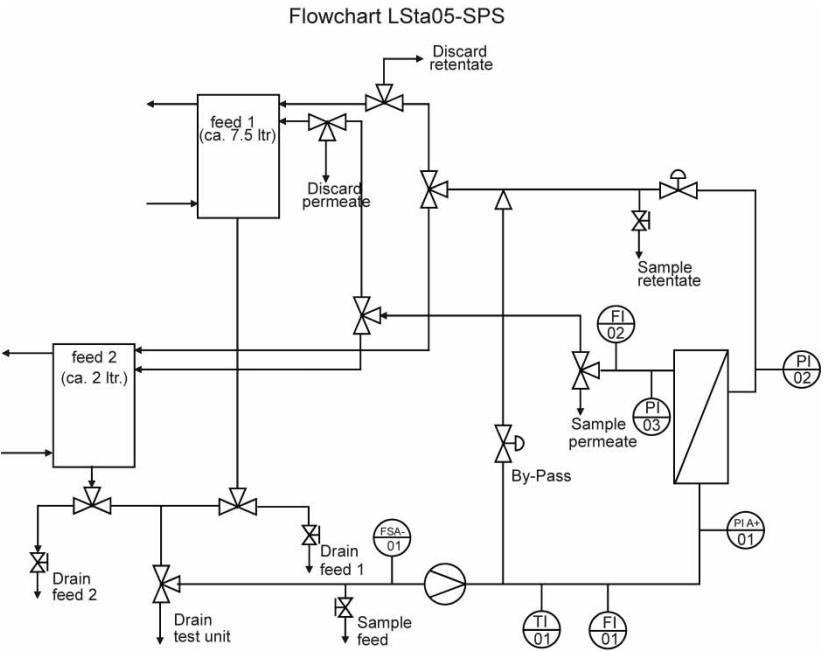 Flowchart LSta05-SPS
Discard
retentate
feed 1
(ca. 7.5 ltr)
Discard
permeate
Sample
retentate
FI
02
feed 2
(ca. 2 ltr.)
PI
02
PI
03
Sample
permeate
By-Pass
FSA-
01
PI A+
01
Drain
feed 1
Drain
feed 2
Drain
test unit
Sample
feed
TI
01
FI
01